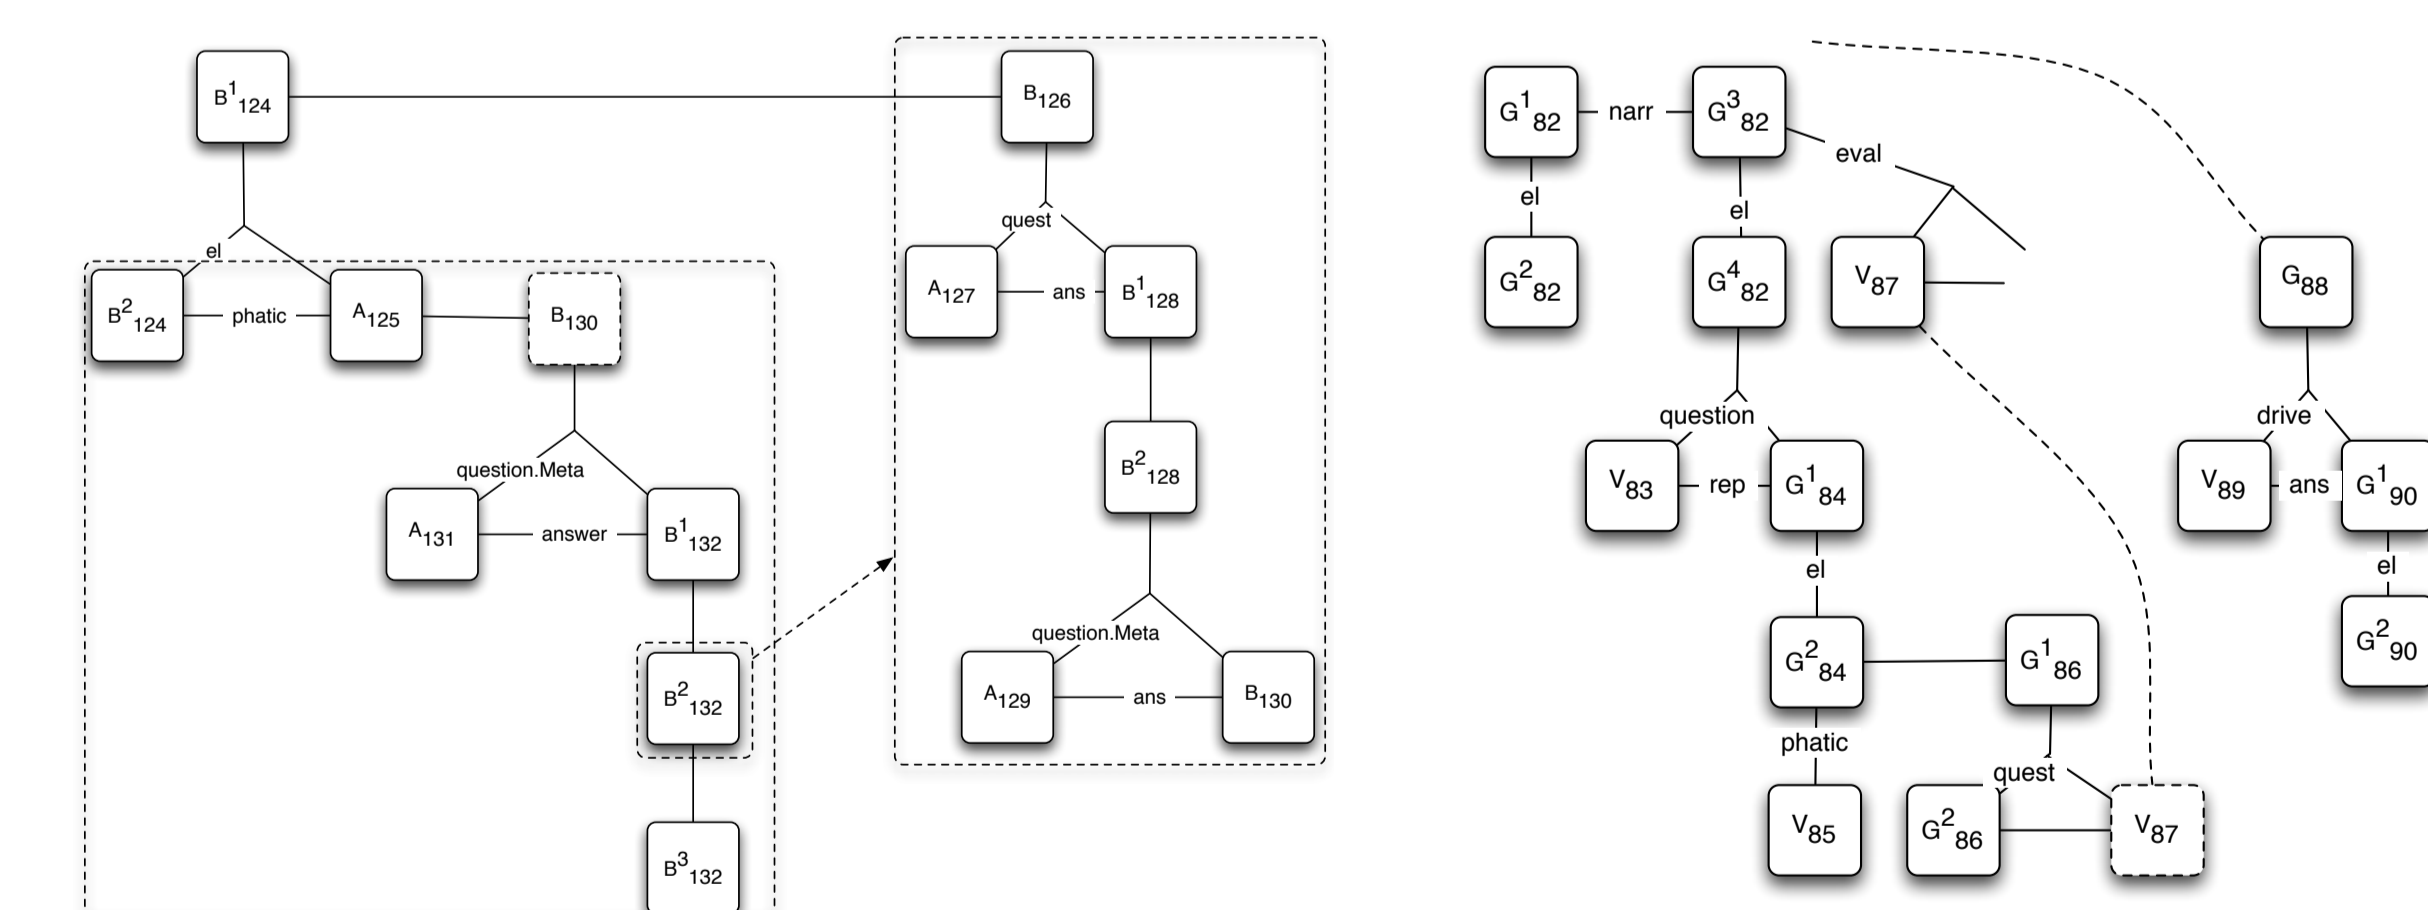 B¹₁₂₄
B₁₂₆
el
quest
B²₁₂₄ phatic A₁₂₅ B₁₃₀
A₁₂₇ ans B¹₁₂₈
question.Meta
B²₁₂₈
A₁₃₁ answer B¹₁₃₂
question.Meta
B²₁₃₂
A₁₂₉ ans B₁₃₀
B³₁₃₂
G¹₈₂ narr G³₈₂
eval
el
el
G²₈₂
G⁴₈₂
V₈₇
G₈₈
question
drive
V₈₃ rep G¹₈₄
V₈₉ ans G¹₉₀
el
el
G²₈₄
G¹₈₆
G²₉₀
phatic
quest
V₈₅
G²₈₆
V₈₇